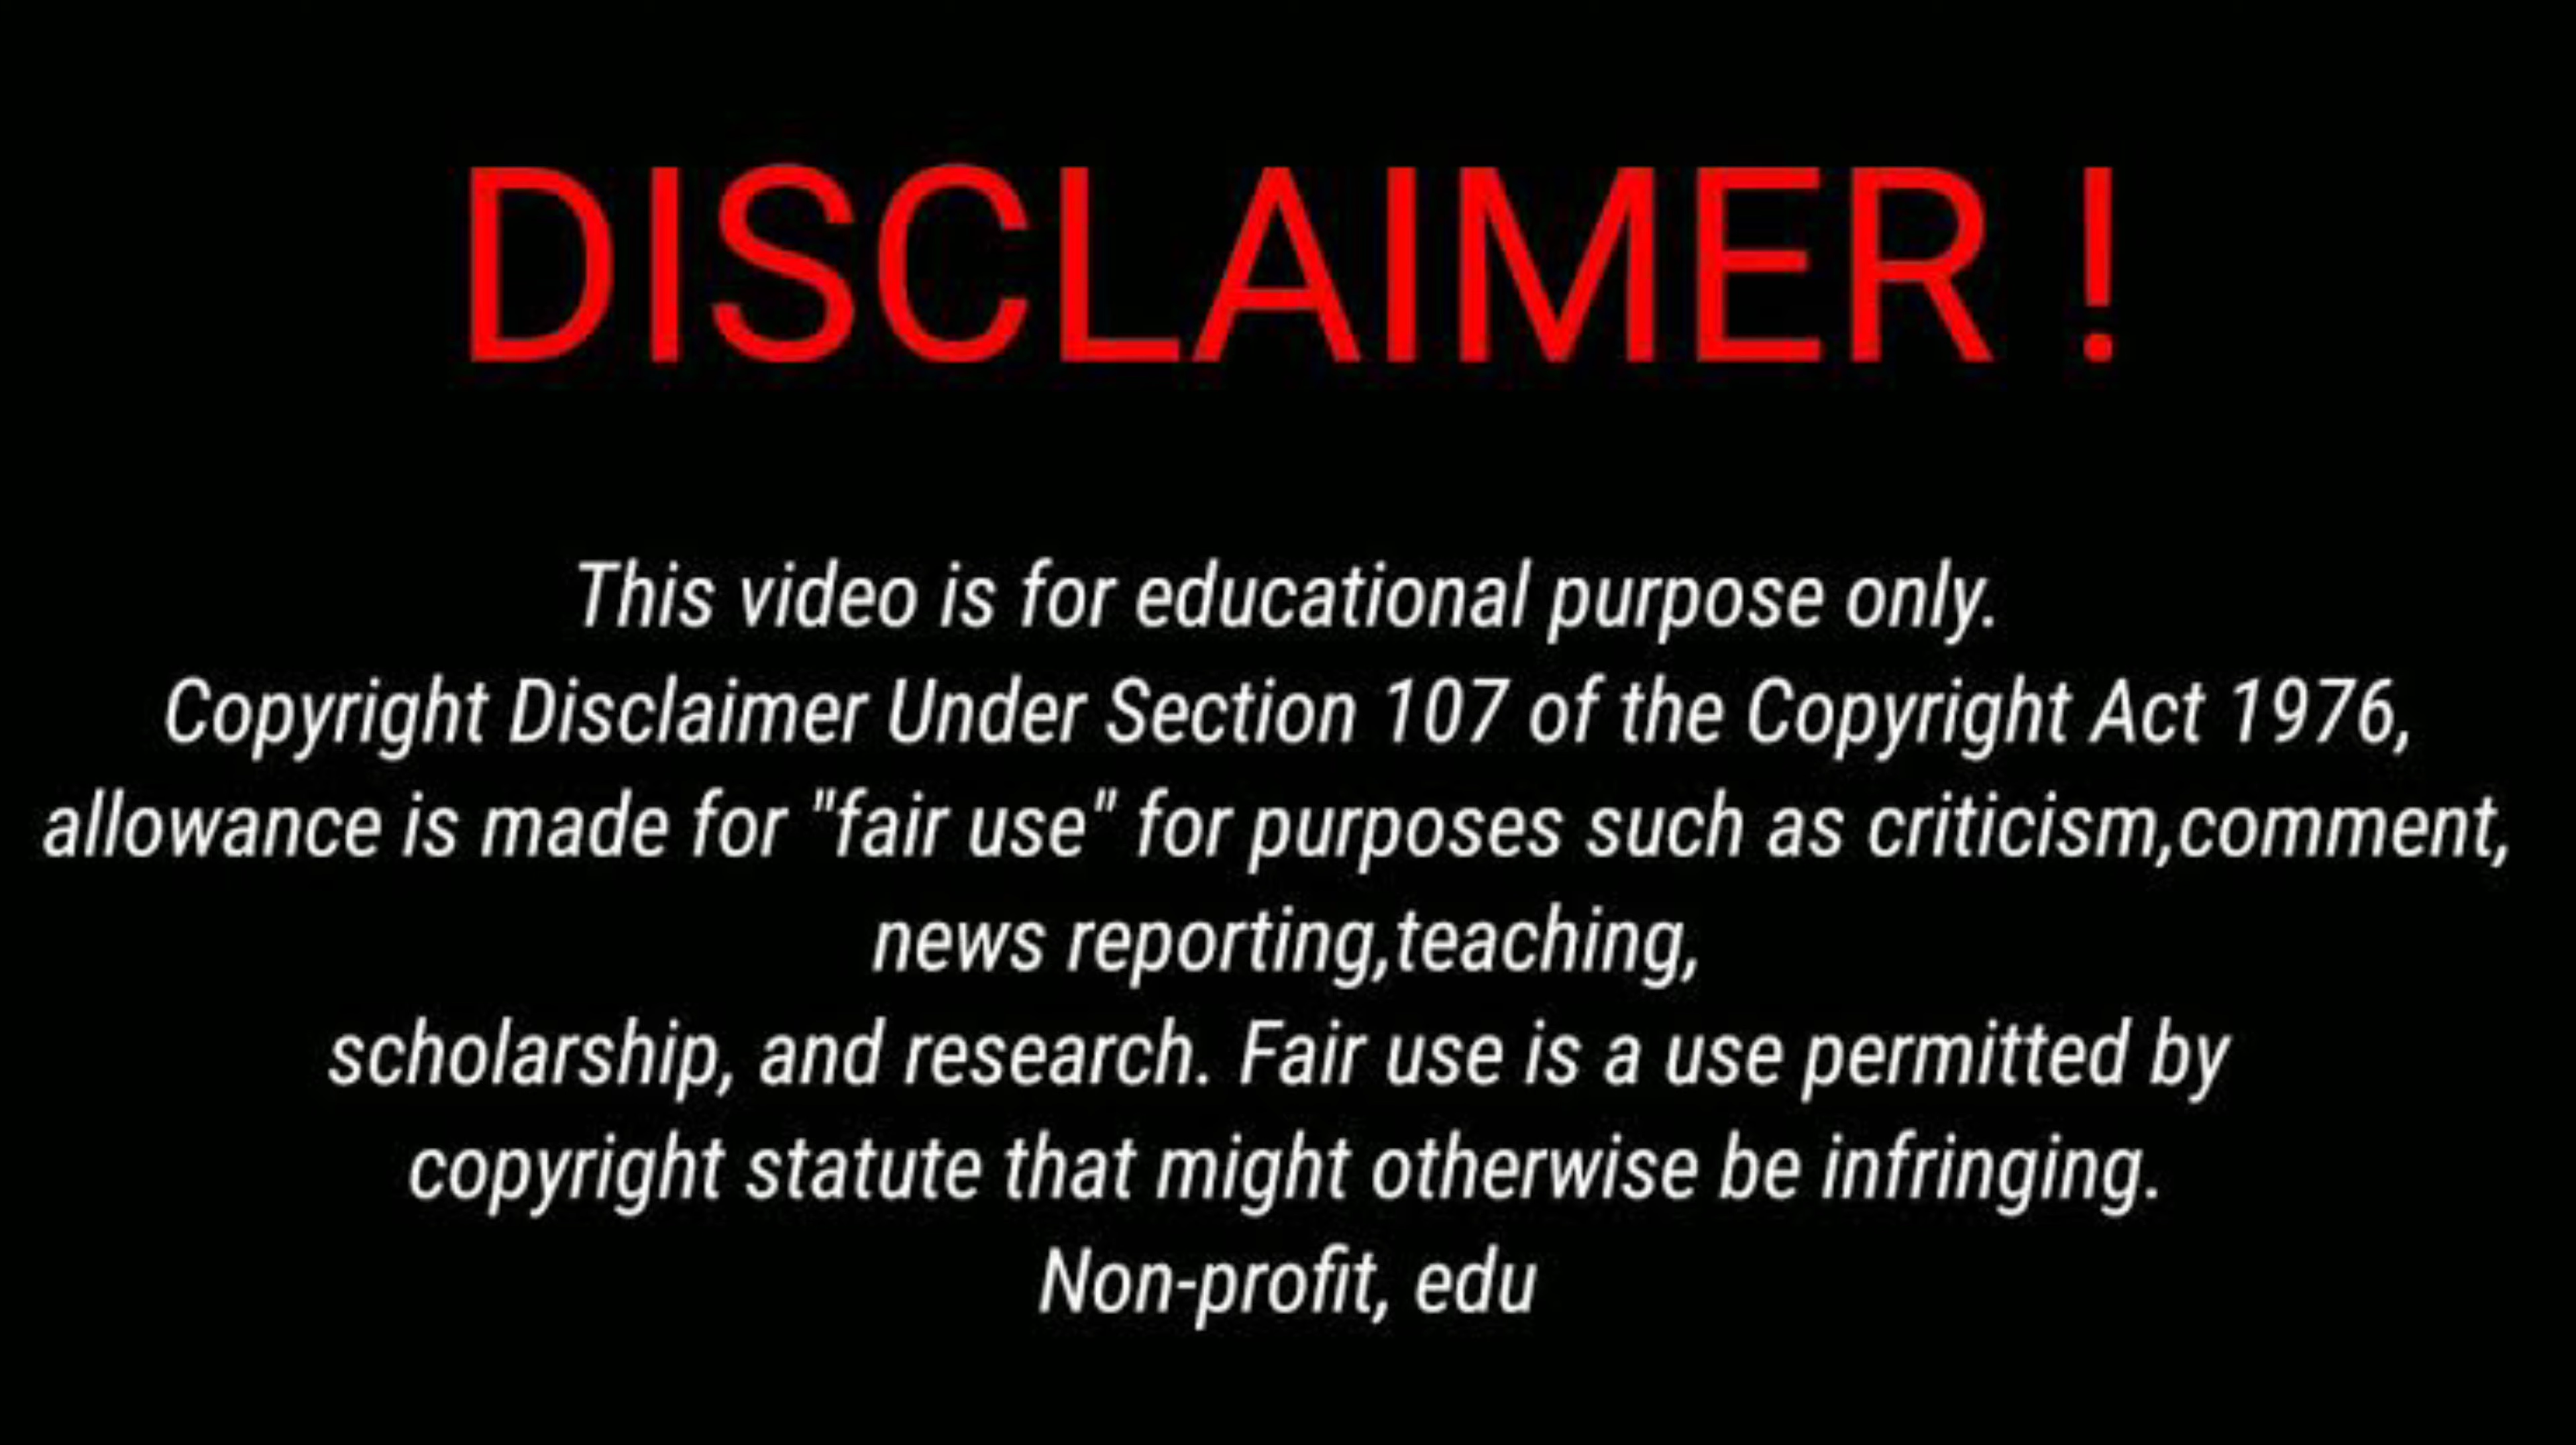 DISCLAIMER !
This video is for educational purpose only.
Copyright Disclaimer Under Section 107 of the Copyright Act 1976,
allowance is made for "fair use" for purposes such as criticism,comment,
news reporting,teaching,
scholarship, and research. Fair use is a use permitted by
copyright statute that might otherwise be infringing.
Non-profit, edu